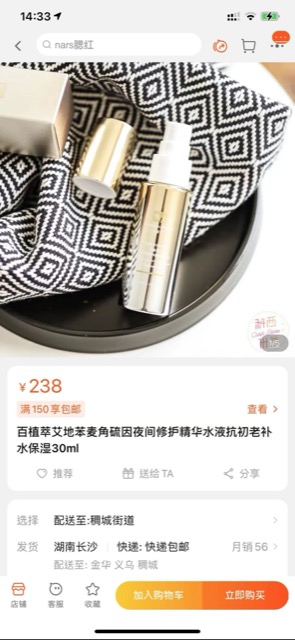 14:33
nars腮红
...
1/5
¥238
满150享包邮
查看
百植萃艾地苯麦角硫因夜间修护精华水液抗初老补
水保湿30ml
推荐
送给TA
分享
选择 配送至:稠城街道
发货 湖南长沙 快递: 快递包邮 月销56
配送至: 金华 义乌 稠城
店铺
客服
收藏
加入购物车
立即购买